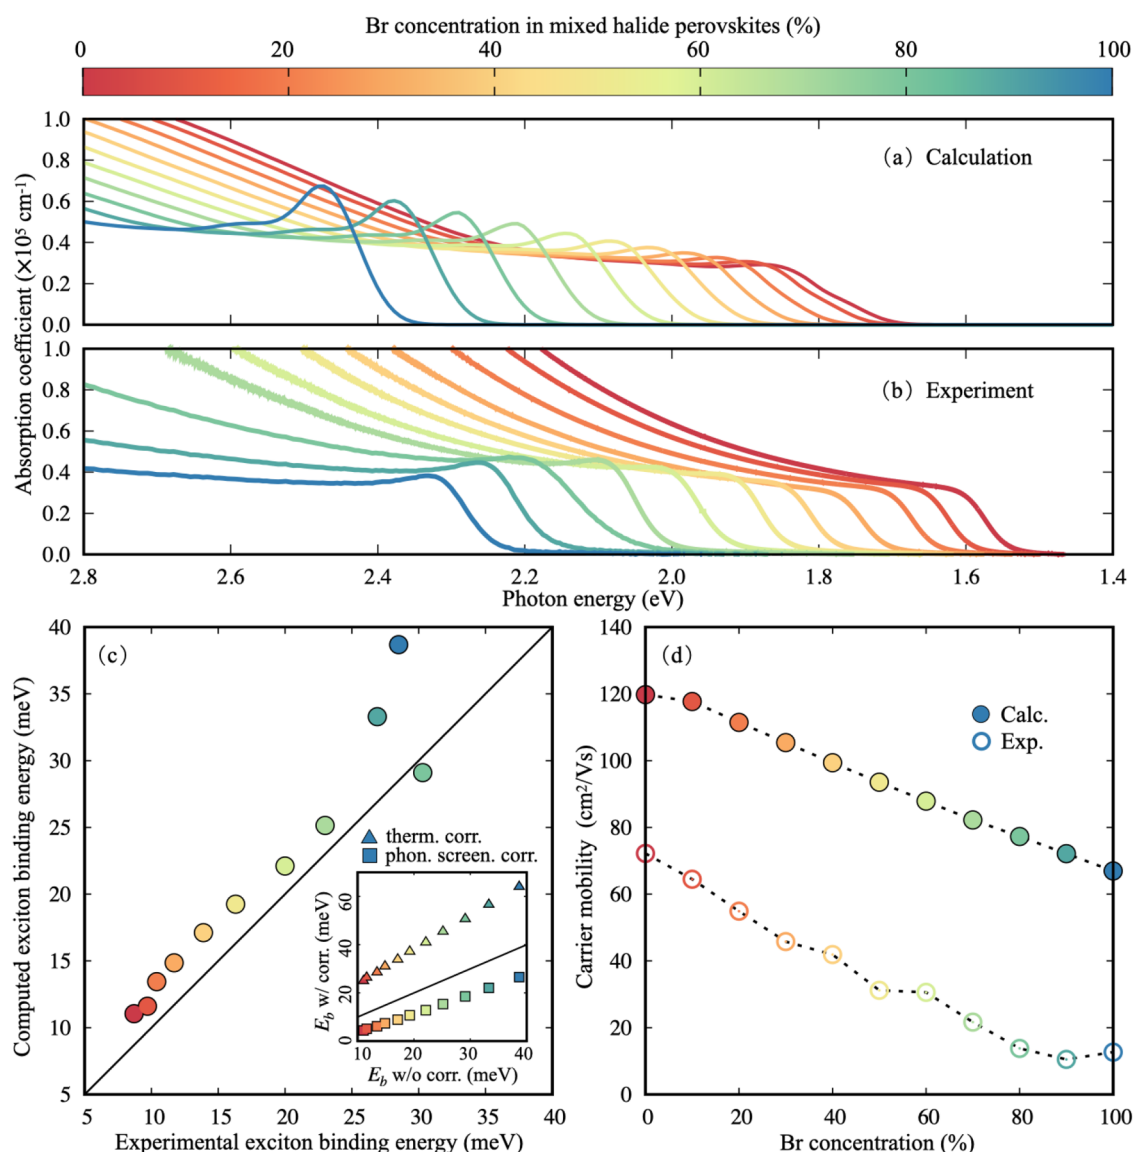 Br concentration in mixed halide perovskites (%)
0 20 40 60 80 100
Absorption coefficient (×10⁵ cm⁻¹)
1.0
0.8
0.6
0.4
0.2
0.0
(a) Calculation
1.0
0.8
0.6
0.4
0.2
0.0
(b) Experiment
2.8 2.6 2.4 2.2 2.0 1.8 1.6 1.4
Photon energy (eV)
(c)
Computed exciton binding energy (meV)
40
35
30
25
20
15
10
5
therm. corr.
phon. screen. corr.
E_b w/ corr. (meV)
60
40
20
0
10 20 30 40
E_b w/o corr. (meV)
5 10 15 20 25 30 35 40
Experimental exciton binding energy (meV)
(d)
Carrier mobility (cm²/Vs)
140
120
100
80
60
40
20
0
Calc.
Exp.
0 20 40 60 80 100
Br concentration (%)